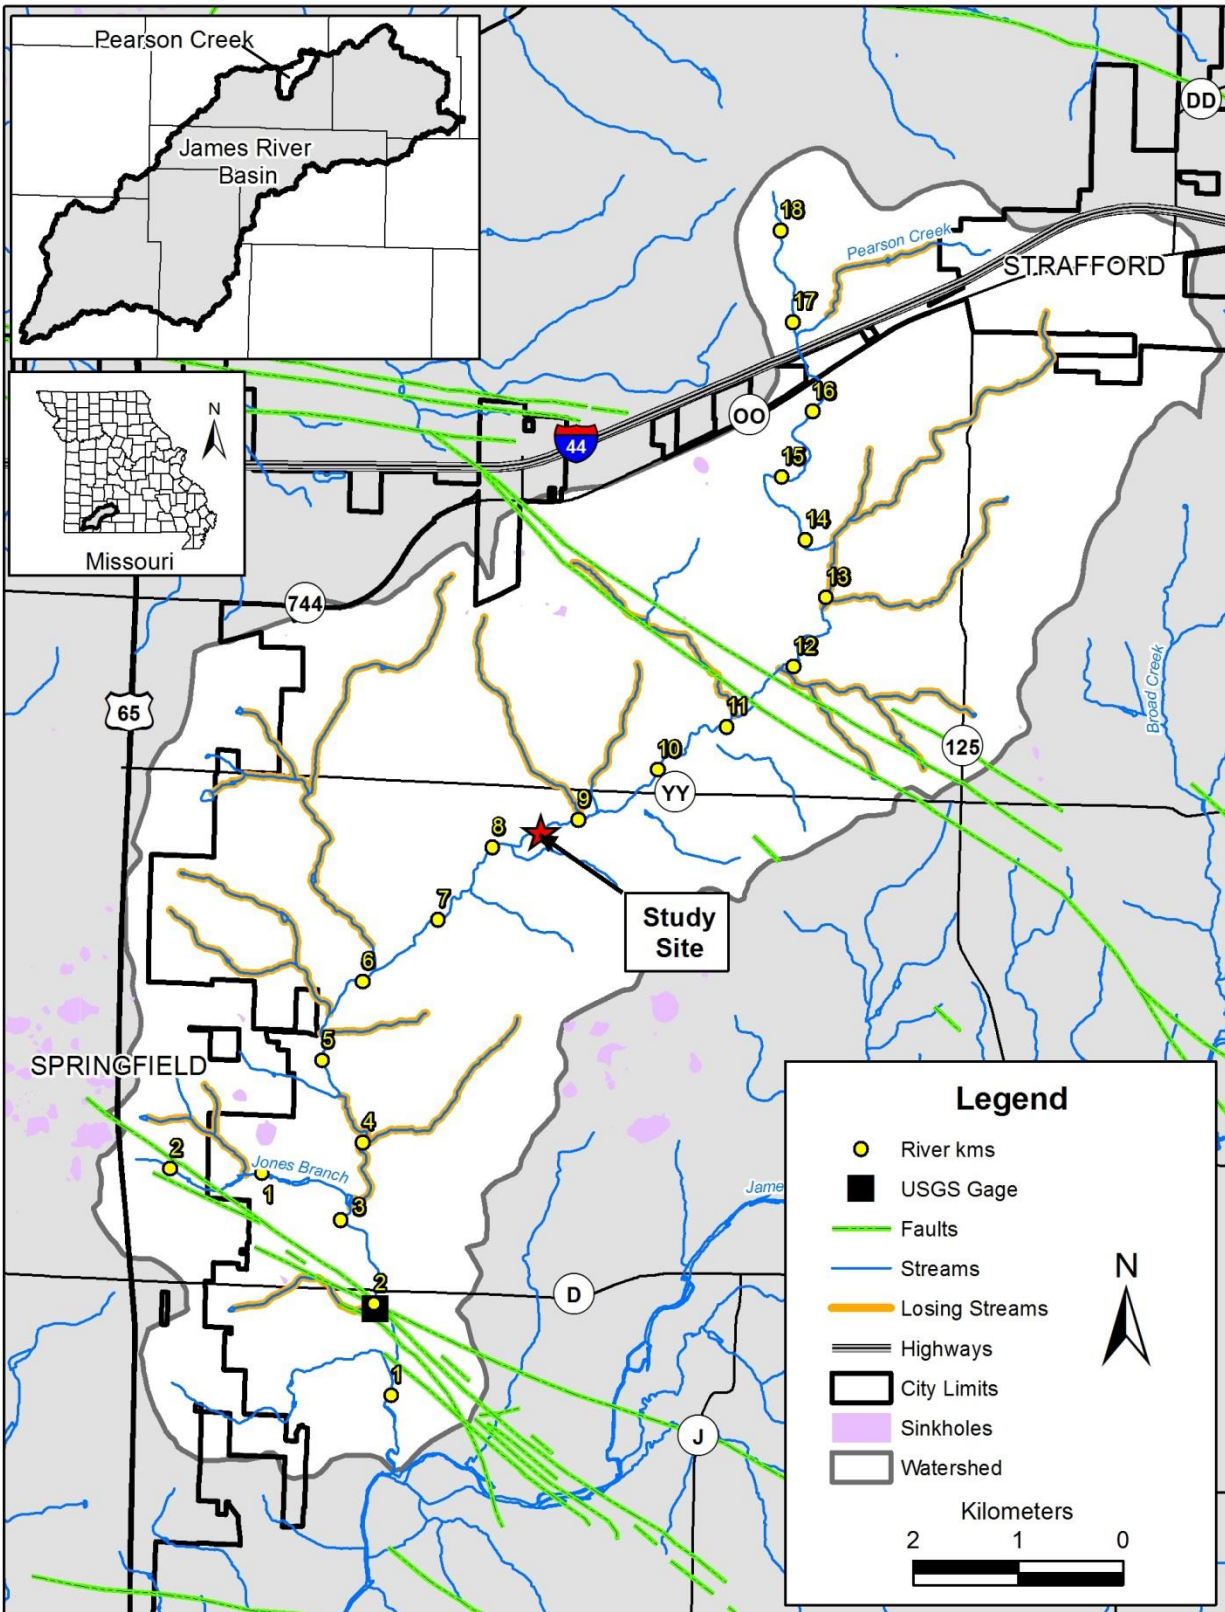 Pearson Creek
James River
Basin
N
Missouri
DD
18
Pearson Creek
STRAFFORD
17
16
OO
44
15
14
13
744
12
Broad Creek
65
11
125
10
YY
9
8
Study
Site
7
6
5
SPRINGFIELD
4
2
Jones Branch
1
3
Jame
2
D
1
J
Legend
River kms
USGS Gage
Faults
Streams
Losing Streams
Highways
City Limits
Sinkholes
Watershed
N
Kilometers
2 1 0